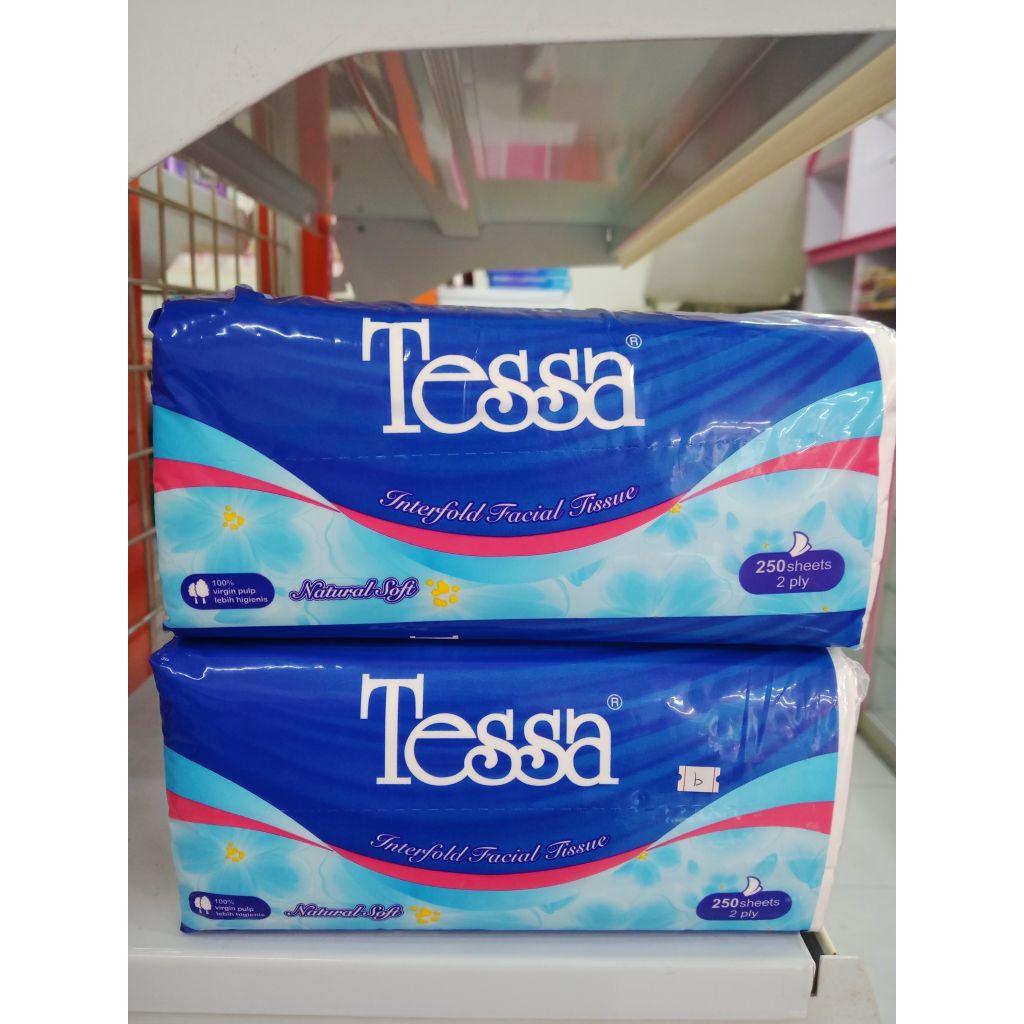 Tessa®
Interfold Facial Tissue
100%
virgin pulp
lebih higienis
Natural Soft
250 sheets
2 ply
Tessa®
b
Interfold Facial Tissue
100%
virgin pulp
lebih higienis
Natural Soft
250 sheets
2 ply